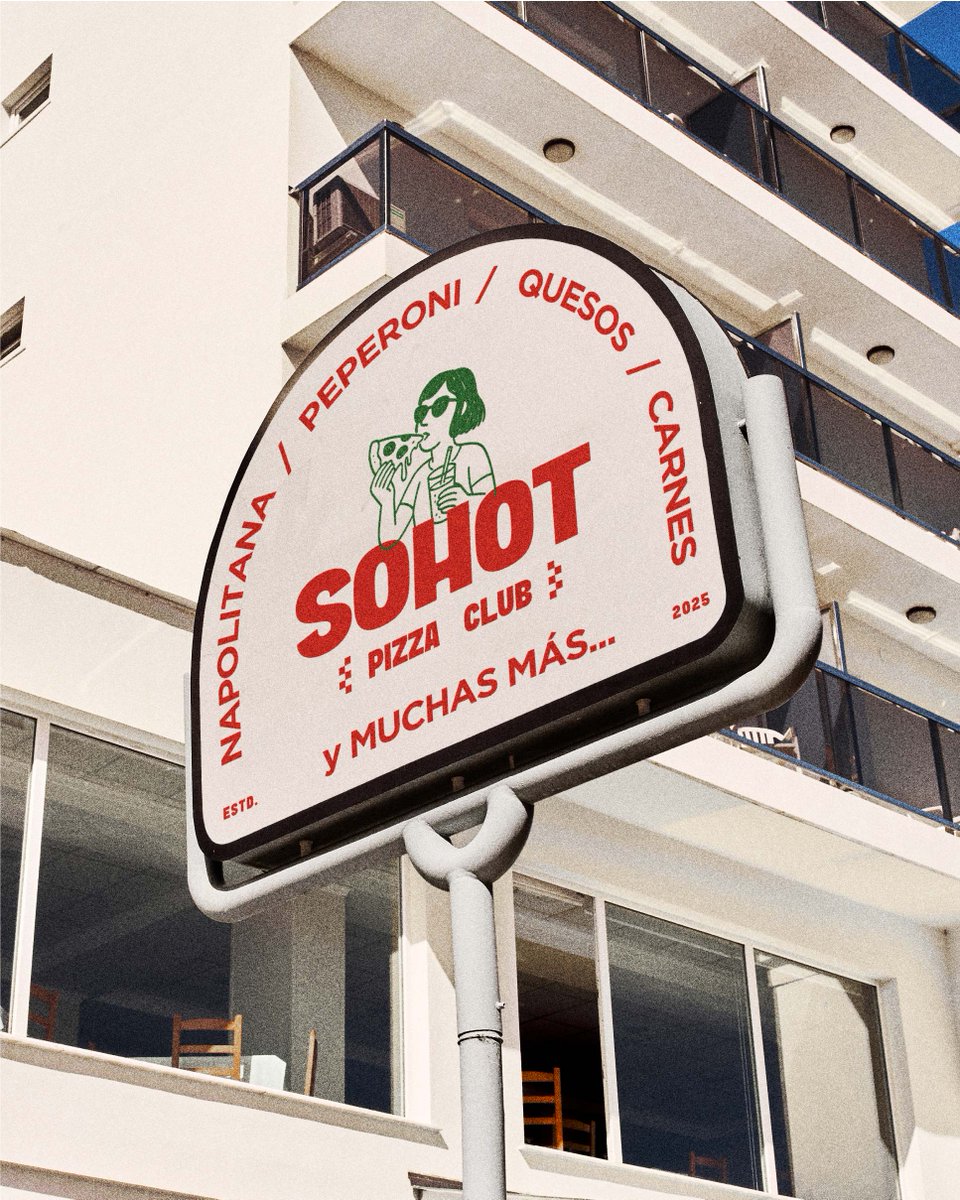 NAPOLITANA / PEPERONI / QUESOS / CARNES
SOHOT
PIZZA CLUB
y MUCHAS MÁS...
ESTD.
2025